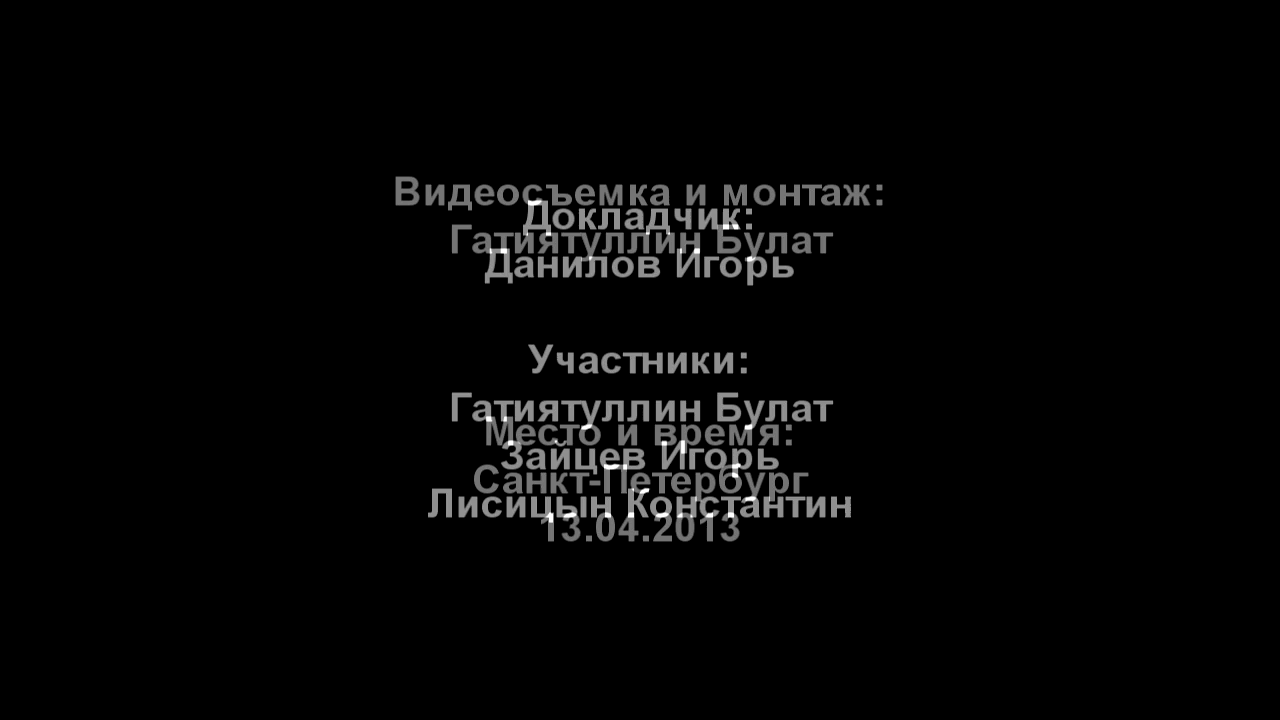 Видеосъемка и монтаж:
Докладчик:
Гатиятуллин Булат
Данилов Игорь
Участники:
Гатиятуллин Булат
Место и время:
Зайцев Игорь
Санкт-Петербург
Лисицын Константин
13.04.2013